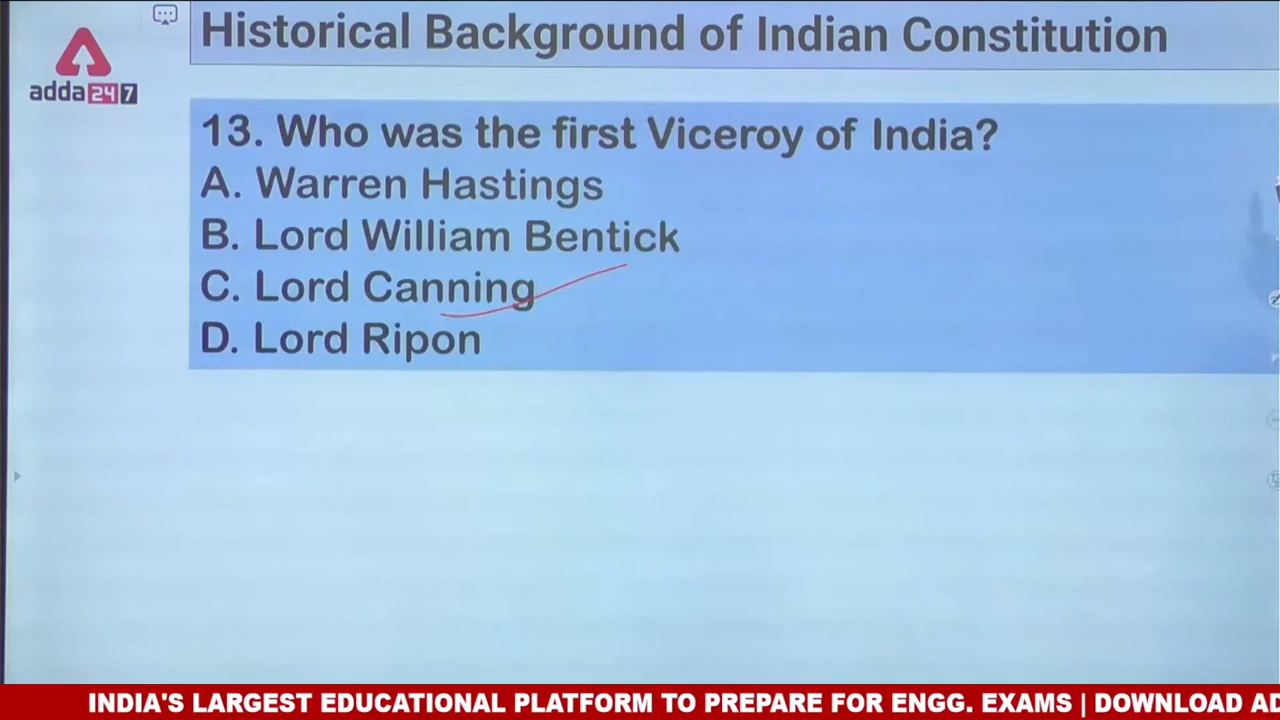 Historical Background of Indian Constitution
adda247
13. Who was the first Viceroy of India?
A. Warren Hastings
B. Lord William Bentick
C. Lord Canning
D. Lord Ripon
INDIA'S LARGEST EDUCATIONAL PLATFORM TO PREPARE FOR ENGG. EXAMS | DOWNLOAD AD